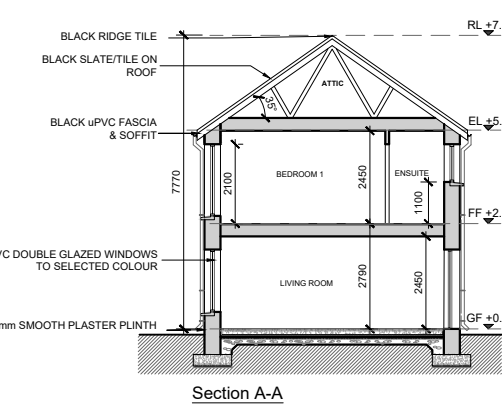 BLACK RIDGE TILE
RL +7.
BLACK SLATE/TILE ON
ROOF
ATTIC
35°
BLACK uPVC FASCIA
& SOFFIT
EL +5.
7770
2100
BEDROOM 1
2450
ENSUITE
1100
FF +2.
VC DOUBLE GLAZED WINDOWS
TO SELECTED COLOUR
LIVING ROOM
2790
2450
mm SMOOTH PLASTER PLINTH
GF +0.
Section A-A